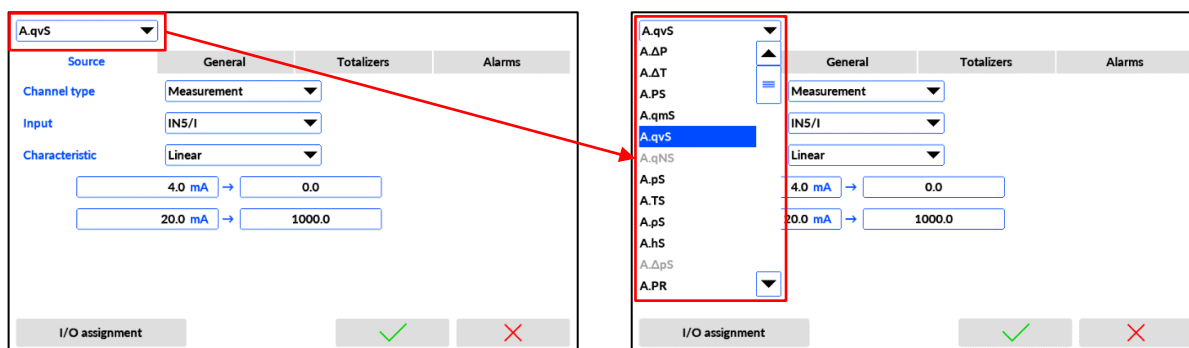 A.qvS
Source General Totalizers Alarms
Channel type Measurement
Input IN5/I
Characteristic Linear
4.0 mA → 0.0
20.0 mA → 1000.0
I/O assignment
A.qvS
A.ΔP
A.ΔT
A.PS
A.qmS
A.qvS
A.qNS
A.pS
A.TS
A.ρS
A.hS
A.ΔpS
A.PR
General Totalizers Alarms
Measurement
IN5/I
Linear
4.0 mA → 0.0
20.0 mA → 1000.0
I/O assignment